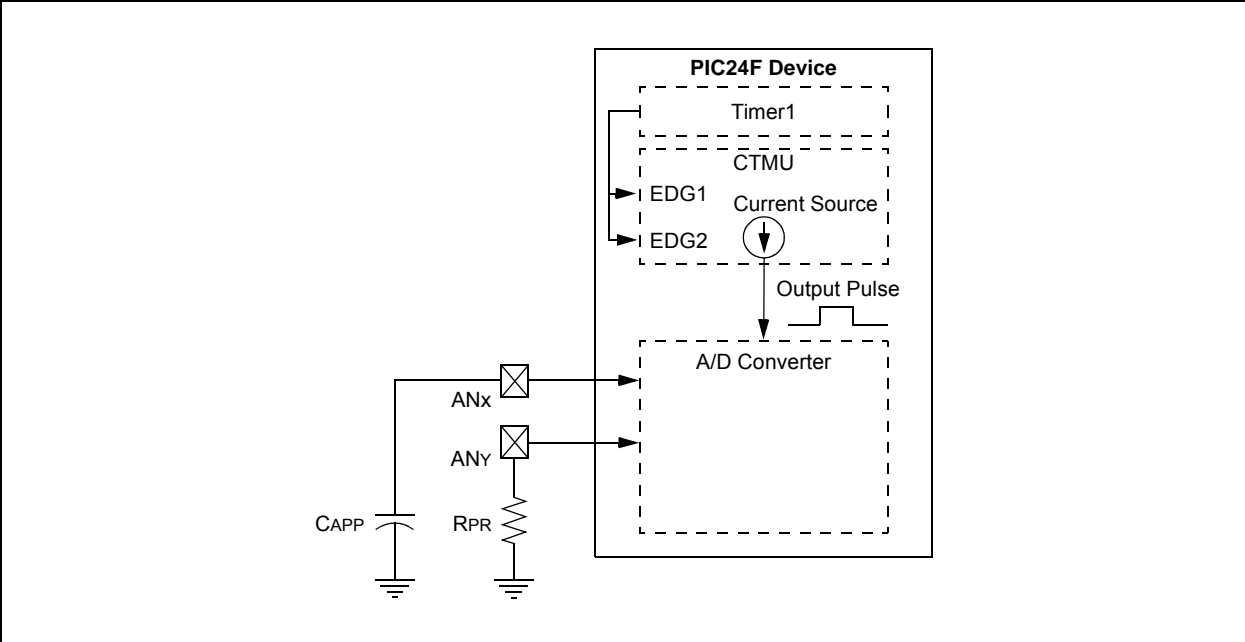 PIC24F Device
Timer1
CTMU
EDG1
Current Source
EDG2
Output Pulse
A/D Converter
ANx
ANY
CAPP
RPR